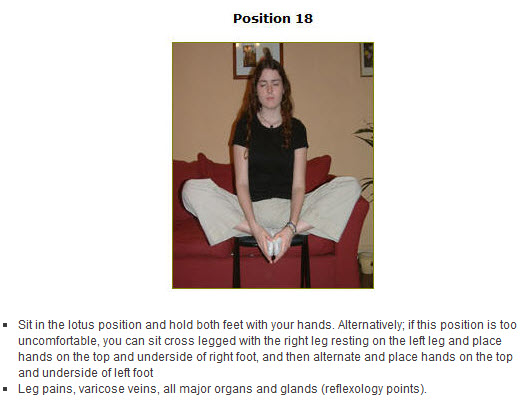 Position 18
Sit in the lotus position and hold both feet with your hands. Alternatively; if this position is too
uncomfortable, you can sit cross legged with the right leg resting on the left leg and place
hands on the top and underside of right foot, and then alternate and place hands on the top
and underside of left foot
Leg pains, varicose veins, all major organs and glands (reflexology points).